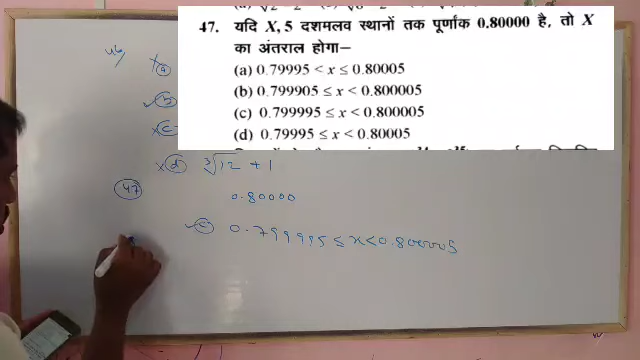 47. यदि X, 5 दशमलव स्थानों तक पूर्णांक 0.80000 है, तो X
का अंतराल होगा—
(a) 0.79995 < x ≤ 0.80005
(b) 0.799905 ≤ x < 0.800005
(c) 0.799995 ≤ x < 0.800005
(d) 0.79995 ≤ x < 0.80005
46
x (a)
(b)
x (c)
x (d) ∛12 + 1
47 0.80000
(c) 0.799995 ≤ x < 0.800005